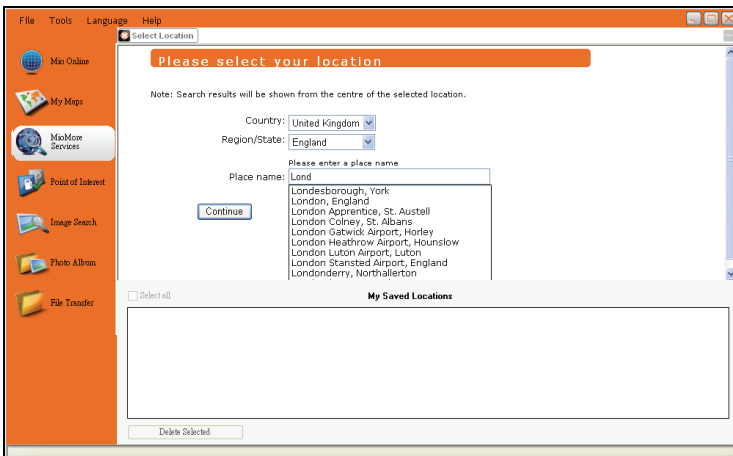 File Tools Language Help
Select Location
Mio Online
My Maps
MioMore
Services
Point of Interest
Image Search
Photo Album
File Transfer
Please select your location
Note: Search results will be shown from the centre of the selected location.
Country: United Kingdom
Region/State: England
Please enter a place name
Place name: Lond
Londesborough, York
London, England
London Apprentice, St. Austell
London Colney, St. Albans
London Gatwick Airport, Horley
London Heathrow Airport, Hounslow
London Luton Airport, Luton
London Stansted Airport, England
Londonderry, Northallerton
Continue
Select all
My Saved Locations
Delete Selected